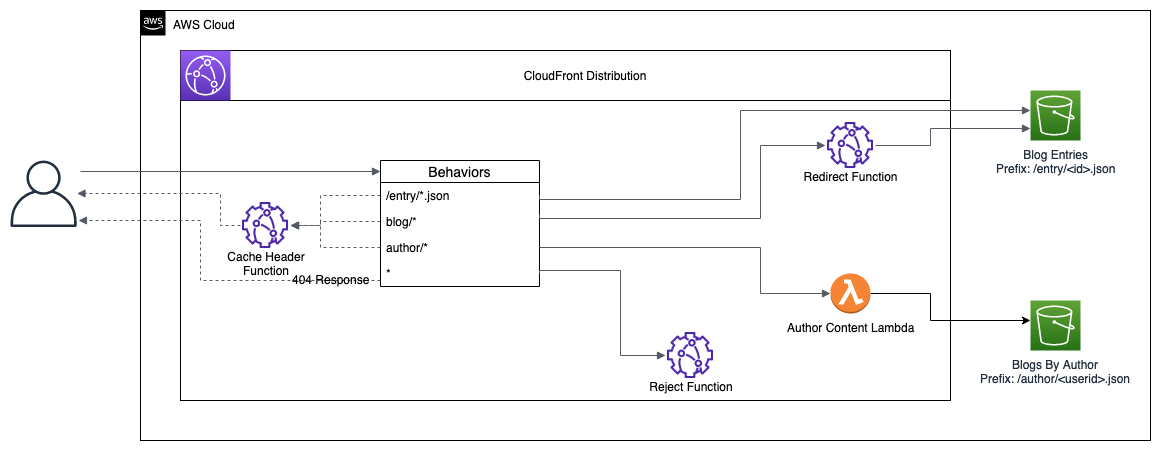 aws
AWS Cloud
CloudFront Distribution
Behaviors
/entry/*.json
blog/*
author/*
*
Cache Header
Function
404 Response
Redirect Function
Author Content Lambda
Reject Function
Blog Entries
Prefix: /entry/<id>.json
Blogs By Author
Prefix: /author/<userid>.json